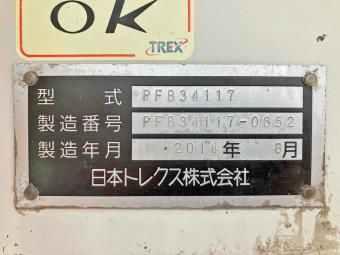 OK
TREX
型式 PFB34117
製造番号 PFB34117-0852
製造年月 2014年 8月
日本トレクス株式会社